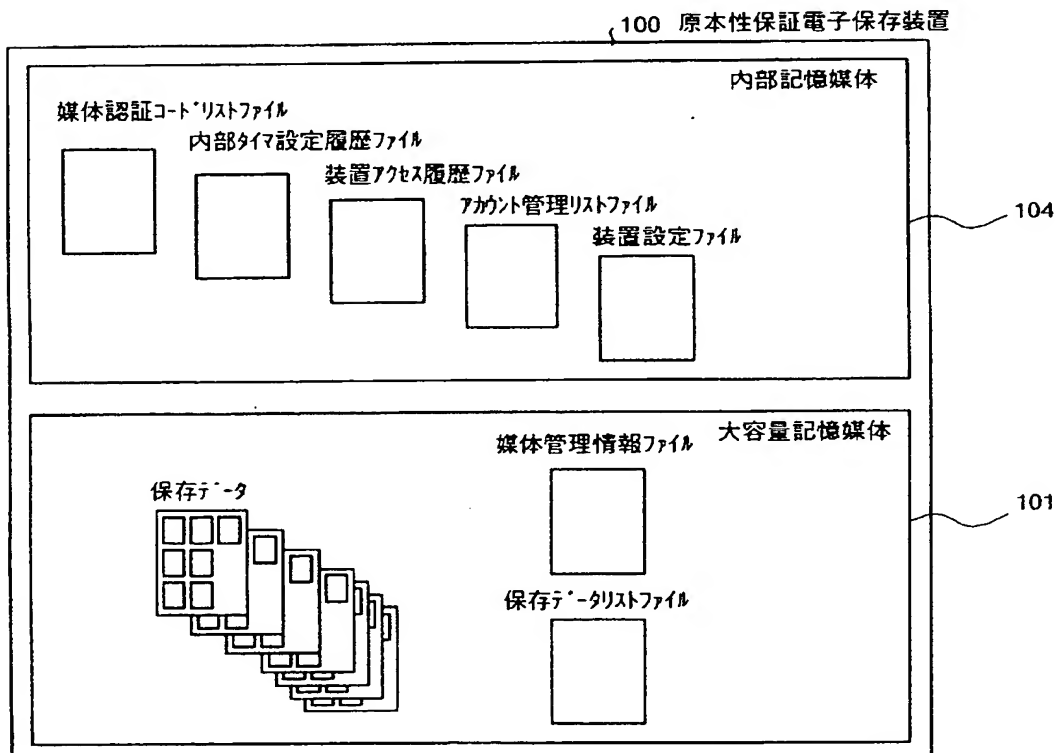 100 原本性保証電子保存装置
内部記憶媒体
媒体認証コードリストファイル
内部タイマ設定履歴ファイル
装置アクセス履歴ファイル
アカウント管理リストファイル
装置設定ファイル
104
大容量記憶媒体
媒体管理情報ファイル
保存データ
101
保存データリストファイル